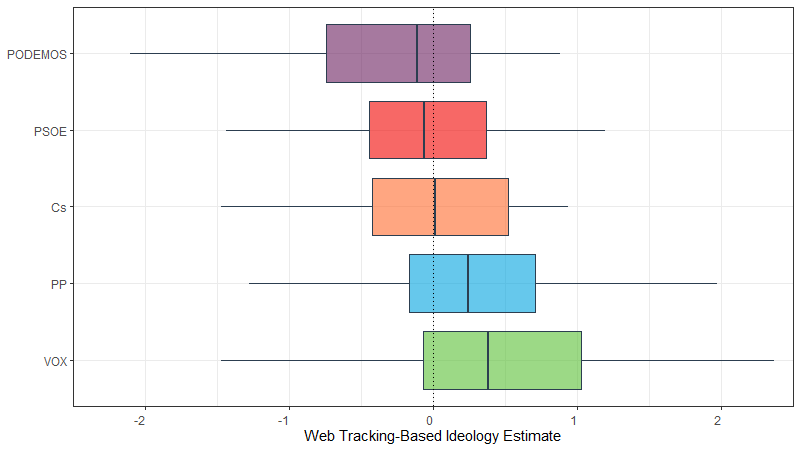 PODEMOS
PSOE
Cs
PP
VOX
-2 -1 0 1 2
Web Tracking-Based Ideology Estimate